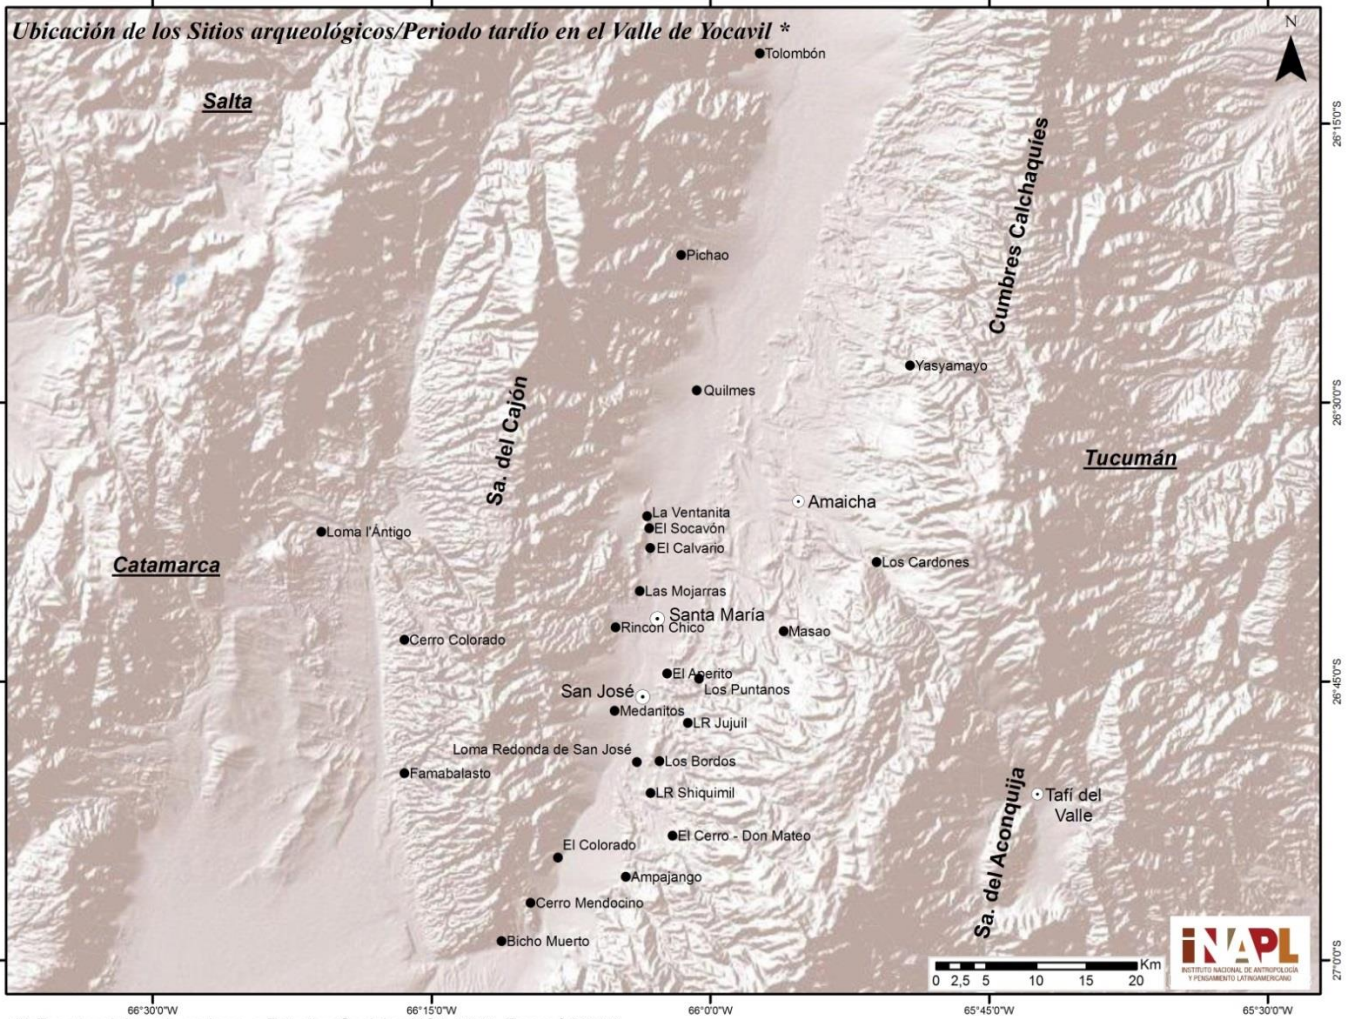 Ubicación de los Sitios arqueológicos/Periodo tardío en el Valle de Yocavil *
N
Tolombón
Salta
26°15'0"S
Cumbres Calchaquíes
Pichao
Yasyamayo
Quilmes
26°30'0"S
Sa. del Cajón
Tucumán
Amaicha
La Ventanita
El Socavón
Loma l'Ántigo
El Calvario
Catamarca
Los Cardones
Las Mojarras
Santa María
Rincón Chico
Masao
Cerro Colorado
El Aperito
26°45'0"S
Los Puntanos
San José
Medanitos
LR Jujuil
Loma Redonda de San José
Los Bordos
Famabalasto
LR Shiquimil
Tafí del
Valle
Sa. del Aconquija
El Cerro - Don Mateo
El Colorado
Ampajango
Cerro Mendocino
Bicho Muerto
iNAPL
INSTITUTO NACIONAL DE ANTROPOLOGÍA
Y PENSAMIENTO LATINOAMERICANO
27°0'0"S
Km
0 2,5 5 10 15 20
66°30'0"W 66°15'0"W 66°0'0"W 65°45'0"W 65°30'0"W